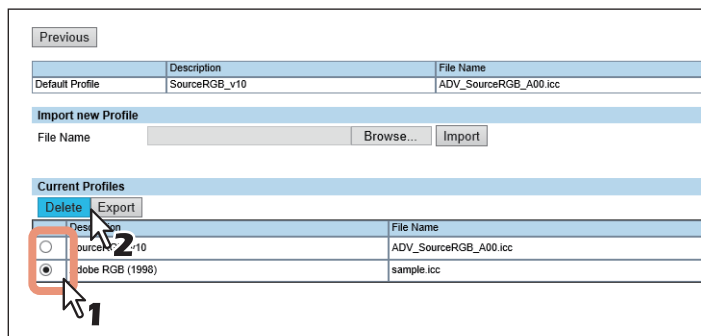 Previous
Description File Name
Default Profile SourceRGB_v10 ADV_SourceRGB_A00.icc
Import new Profile
File Name Browse... Import
Current Profiles
Delete Export
File Name
2
ADV_SourceRGB_A00.icc
RGB (1998) sample.icc
1